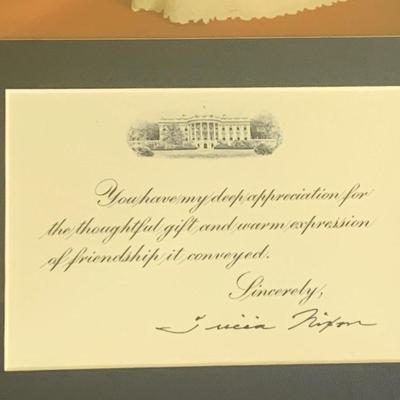 You have my deep appreciation for
the thoughtful gift and warm expression
of friendship it conveyed.
Sincerely,
Tricia Nixon